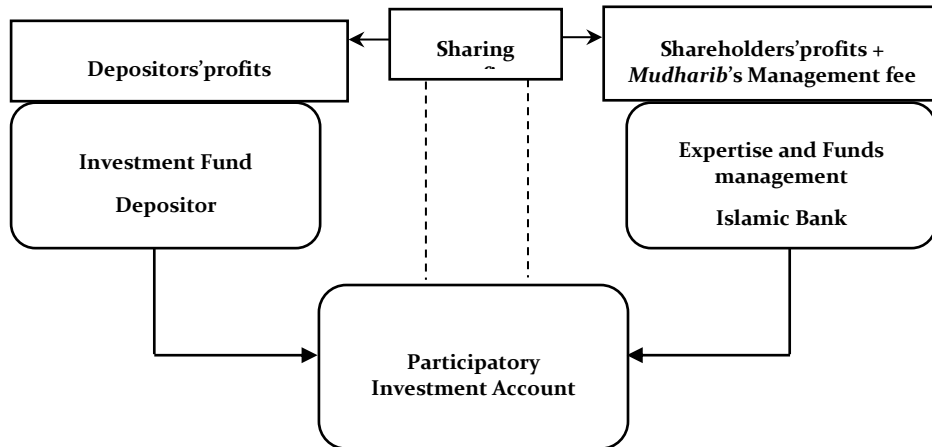 Depositors'profits
Sharing
Shareholders'profits +
Mudharib's Management fee
Investment Fund
Depositor
Expertise and Funds
management
Islamic Bank
Participatory
Investment Account